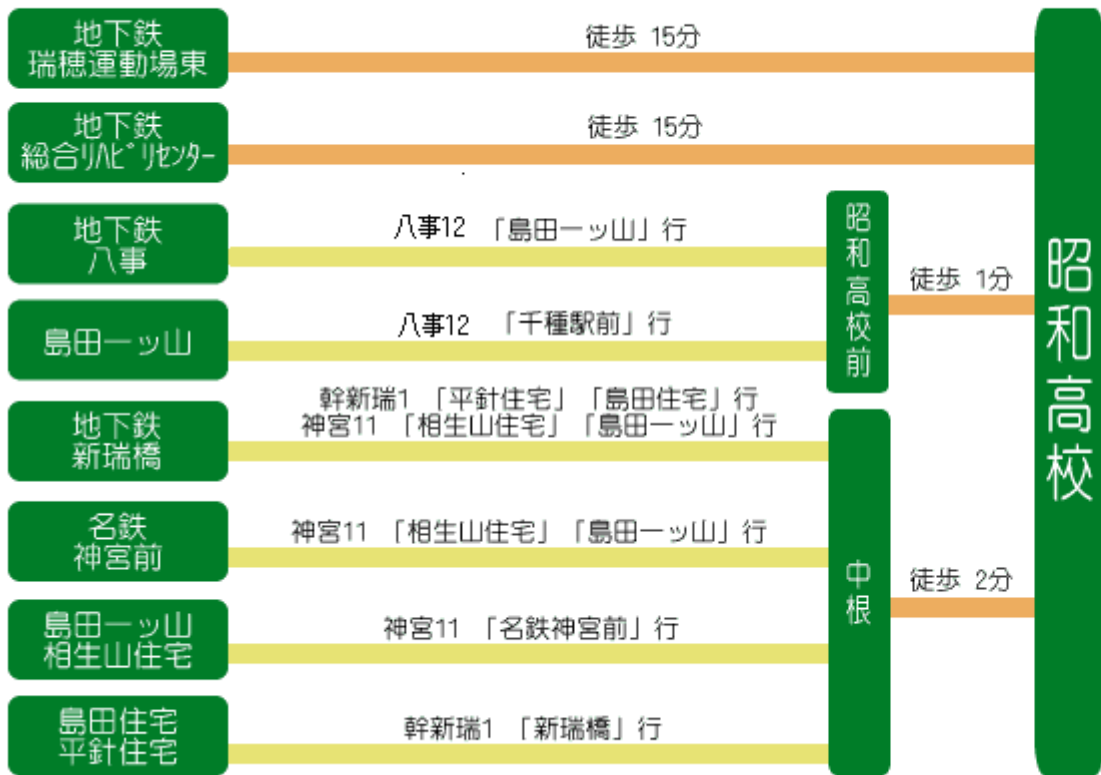 地下鉄
瑞穂運動場東
徒歩 15分
地下鉄
総合ﾘﾊﾋﾞﾘｾﾝﾀｰ
徒歩 15分
地下鉄
八事
八事12 「島田一ッ山」行
島田一ッ山
八事12 「千種駅前」行
昭和高校前
徒歩 1分
地下鉄
新瑞橋
幹新瑞1 「平針住宅」「島田住宅」行
神宮11 「相生山住宅」「島田一ッ山」行
名鉄
神宮前
神宮11 「相生山住宅」「島田一ッ山」行
島田一ッ山
相生山住宅
神宮11 「名鉄神宮前」行
島田住宅
平針住宅
幹新瑞1 「新瑞橋」行
中根
徒歩 2分
昭和高校